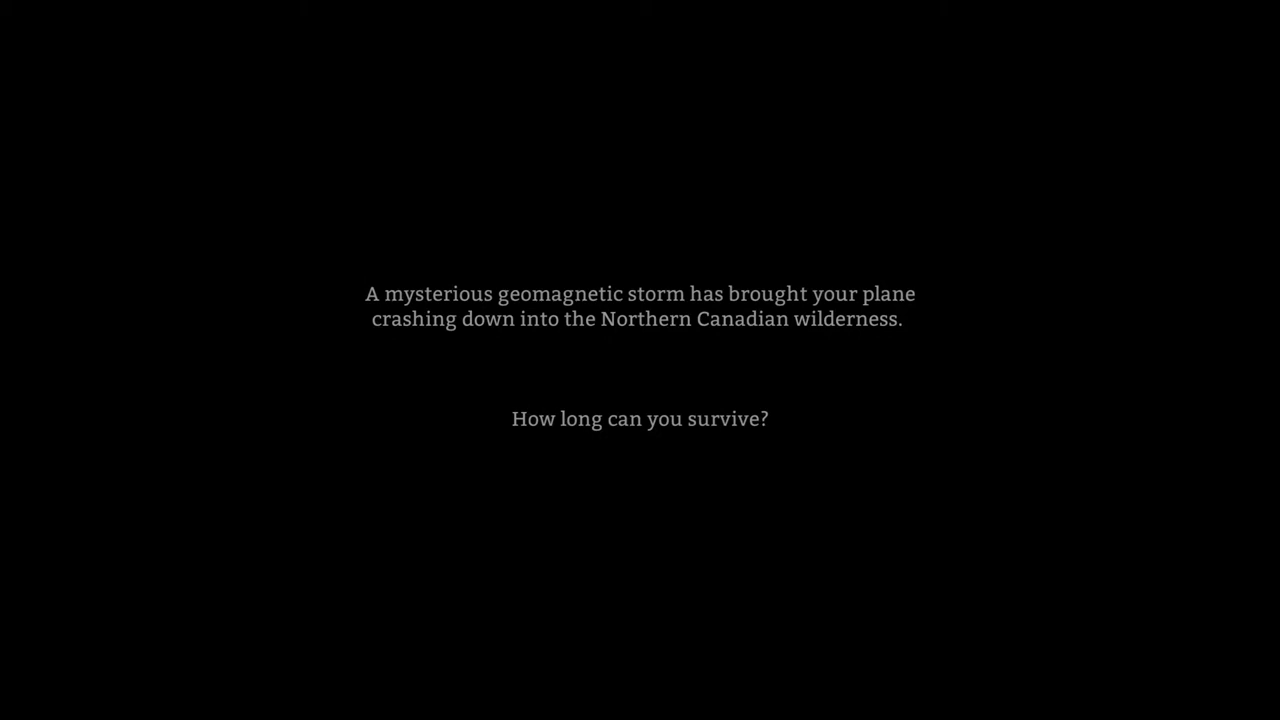 A mysterious geomagnetic storm has brought your plane
crashing down into the Northern Canadian wilderness.
How long can you survive?